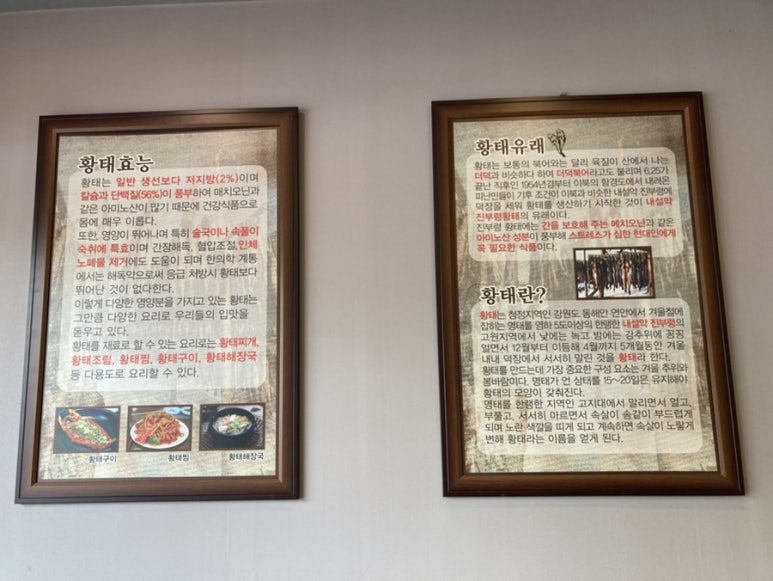 황태효능
황태는 일반 생선보다 저지방(2%)이며
칼슘과 단백질(56%)이 풍부하여 매치오닌과
같은 아미노산이 많기 때문에 건강식품으로
몸에 매우 이롭다.
또한, 영양이 뛰어나며 특히 술국이나 속풀이
숙취에 특효이며 간장해독, 혈압조절, 인체
노폐물 제거에도 도움이 되며 한의학 계통
에서는 해독약으로써 응급 처방시 황태보다
뛰어난 것이 없다한다.
이렇게 다양한 영양분을 가지고 있는 황태는
그만큼 다양한 요리로 우리들의 입맛을
돋우고 있다.
황태를 재료로 할 수 있는 요리로는 황태찌개,
황태조림, 황태찜, 황태구이, 황태해장국
등 다용도로 요리할 수 있다.
황태구이
황태찜
황태해장국
황태유래
황태는 보통의 북어와는 달리 육질이 산에서 나는
더덕과 비슷하다 하여 더덕북어라고도 불리며 6.25가
끝난 직후인 1954년경부터 이북의 함경도에서 내려온
피난민들이 기후 조건이 이북과 비슷한 내설악 진부령에
덕장을 세워 황태를 생산하기 시작한 것이 내설악
진부령황태의 유래이다.
진부령 황태에는 간을 보호해 주는 메치오닌과 같은
아미노산 성분이 풍부해 스트레스가 심한 현대인에게
꼭 필요한 식품이다.
황태란?
황태는 청정지역인 강원도 동해안 연안에서 겨울철에
잡히는 명태를 영하 5도이상의 한랭한 내설악 진부령의
고원지역에서 낮에는 녹고 밤에는 강추위에 꽁꽁
얼면서 12월부터 이듬해 4월까지 5개월동안 겨울
내내 덕장에서 서서히 말린 것을 황태라 한다.
황태를 만드는데 가장 중요한 구성 요소는 겨울 추위와
봄바람이다. 명태가 언 상태를 15~20일은 유지해야
황태의 모양이 갖춰진다.
명태를 한랭한 지역인 고지대에서 말리면서 얼고,
부풀고, 서서히 마르면서 속살이 솜같이 부드럽게
되며 노란 색깔을 띠게 되고 계속하면 속살이 노랗게
변해 황태라는 이름을 얻게 된다.